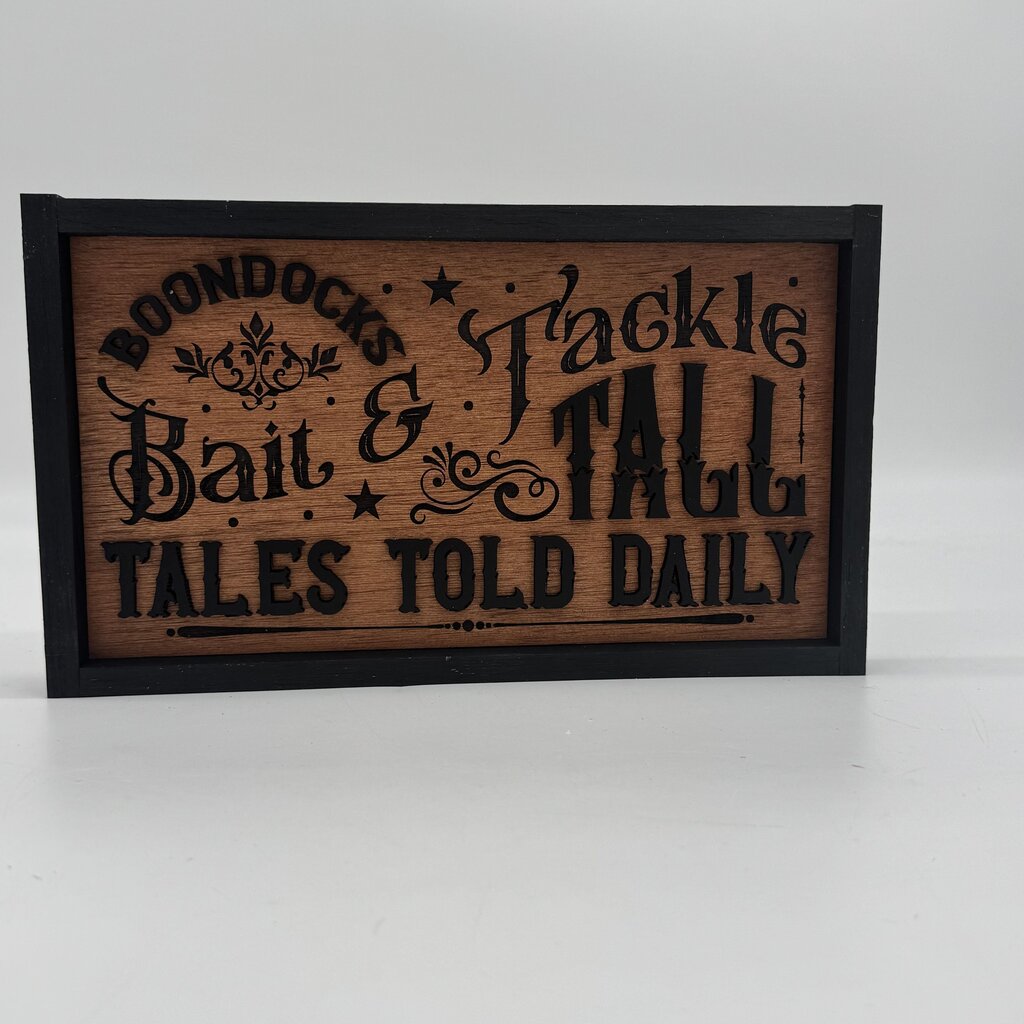 BOONDOCKS
Bait & Tackle
TALL
TALES TOLD DAILY